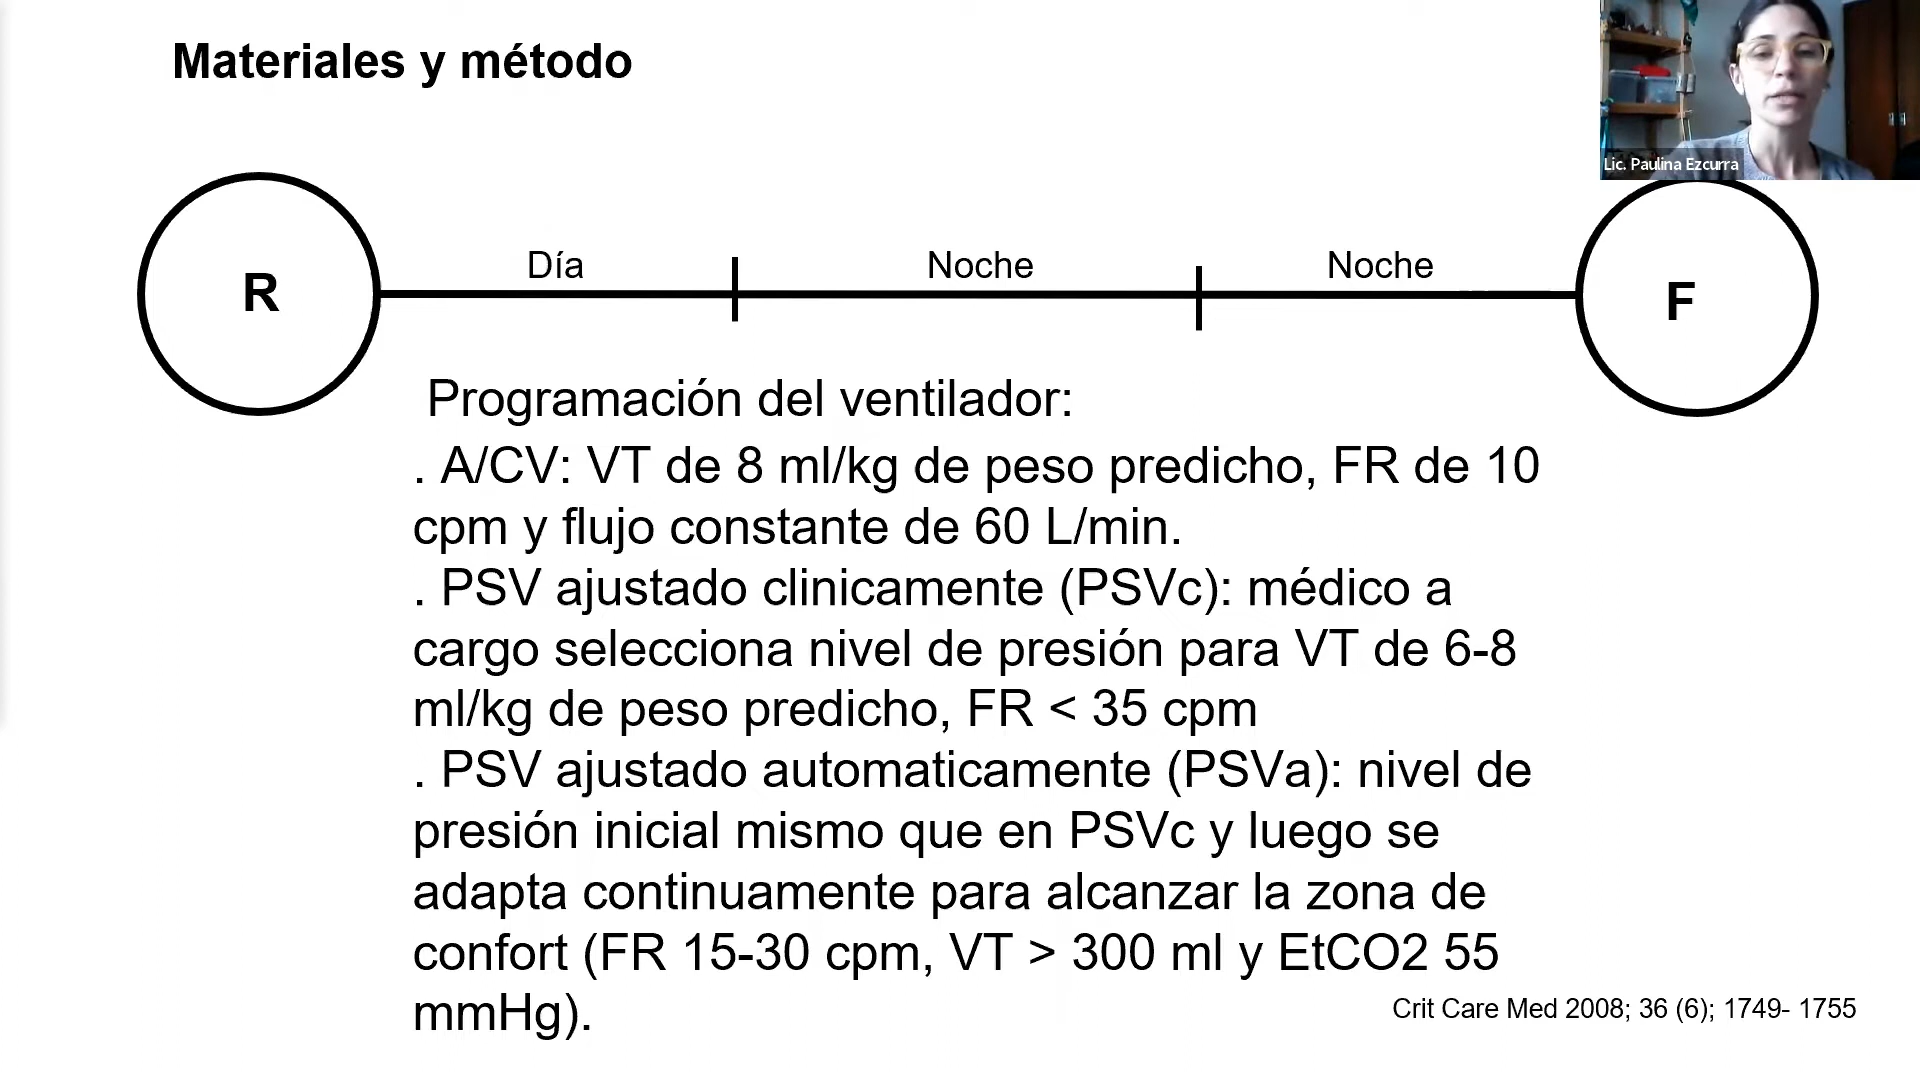 Materiales y método
Lic. Paulina Ezcurra
R
Día
Noche
Noche
F
Programación del ventilador:
. A/CV: VT de 8 ml/kg de peso predicho, FR de 10
cpm y flujo constante de 60 L/min.
. PSV ajustado clinicamente (PSVc): médico a
cargo selecciona nivel de presión para VT de 6-8
ml/kg de peso predicho, FR < 35 cpm
. PSV ajustado automaticamente (PSVa): nivel de
presión inicial mismo que en PSVc y luego se
adapta continuamente para alcanzar la zona de
confort (FR 15-30 cpm, VT > 300 ml y EtCO2 55
mmHg).
Crit Care Med 2008; 36 (6); 1749- 1755